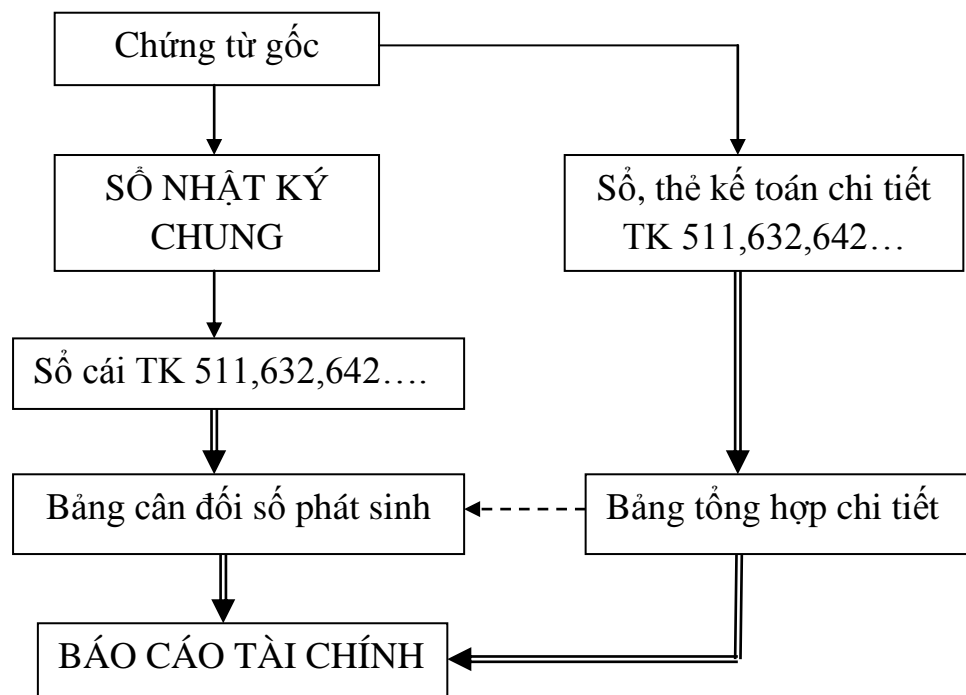 Chứng từ gốc
SỔ NHẬT KÝ
CHUNG
Sổ, thẻ kế toán chi tiết
TK 511,632,642…
Sổ cái TK 511,632,642….
Bảng cân đối số phát sinh
Bảng tổng hợp chi tiết
BÁO CÁO TÀI CHÍNH